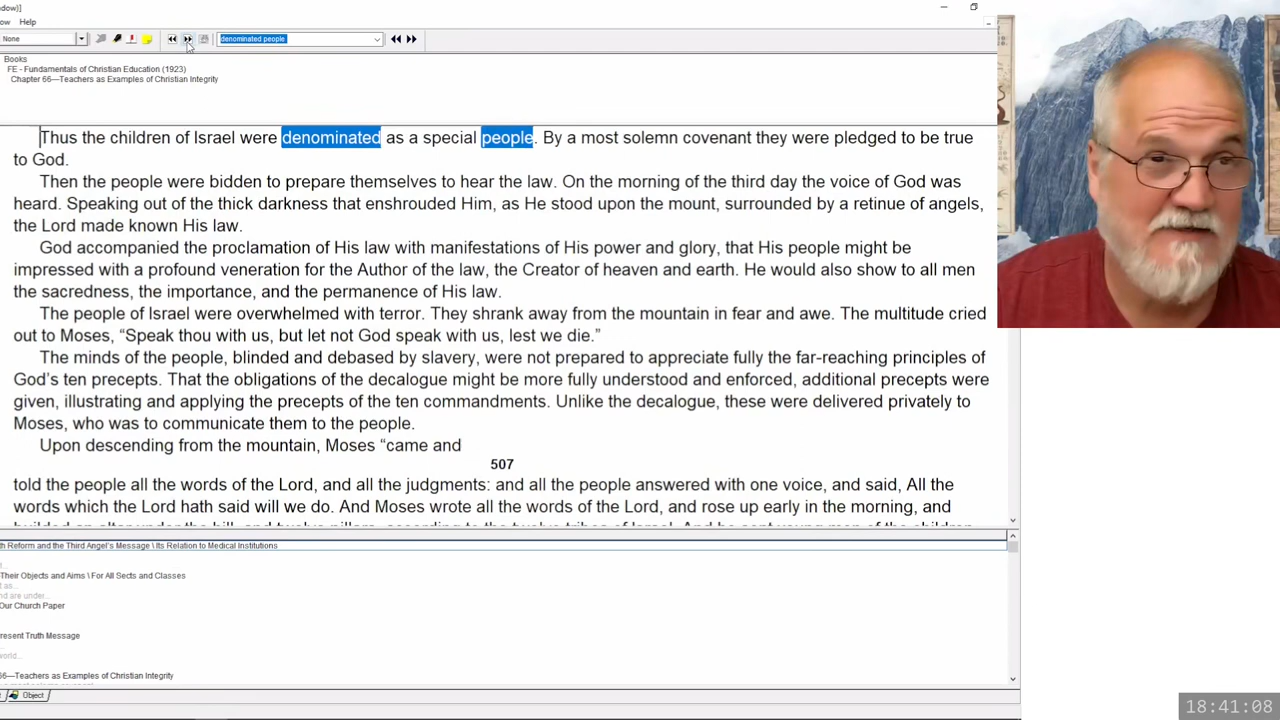 ndow)]
ow Help
None
denominated people
Books
FE - Fundamentals of Christian Education (1923)
Chapter 66—Teachers as Examples of Christian Integrity
Thus the children of Israel were denominated as a special people. By a most solemn covenant they were pledged to be true
to God.
Then the people were bidden to prepare themselves to hear the law. On the morning of the third day the voice of God was
heard. Speaking out of the thick darkness that enshrouded Him, as He stood upon the mount, surrounded by a retinue of angels,
the Lord made known His law.
God accompanied the proclamation of His law with manifestations of His power and glory, that His people might be
impressed with a profound veneration for the Author of the law, the Creator of heaven and earth. He would also show to all men
the sacredness, the importance, and the permanence of His law.
The people of Israel were overwhelmed with terror. They shrank away from the mountain in fear and awe. The multitude cried
out to Moses, “Speak thou with us, but let not God speak with us, lest we die.”
The minds of the people, blinded and debased by slavery, were not prepared to appreciate fully the far-reaching principles of
God’s ten precepts. That the obligations of the decalogue might be more fully understood and enforced, additional precepts were
given, illustrating and applying the precepts of the ten commandments. Unlike the decalogue, these were delivered privately to
Moses, who was to communicate them to the people.
Upon descending from the mountain, Moses “came and
507
told the people all the words of the Lord, and all the judgments: and all the people answered with one voice, and said, All the
words which the Lord hath said will we do. And Moses wrote all the words of the Lord, and rose up early in the morning, and
th Reform and the Third Angel's Message \ Its Relation to Medical Institutions
d...
Their Objects and Aims \ For All Sects and Classes
t as...
nd are under...
Our Church Paper
resent Truth Message
world...
66—Teachers as Examples of Christian Integrity
Object
18:41:08